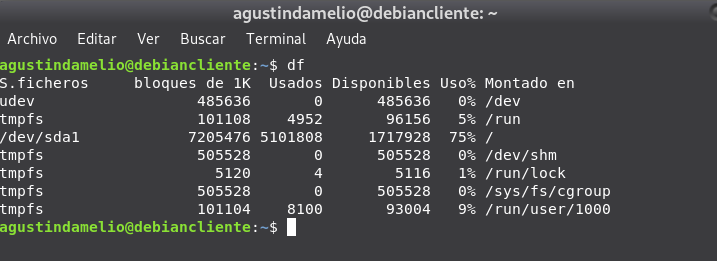 agustindamelio@debiancliente: ~
Archivo Editar Ver Buscar Terminal Ayuda
agustindamelio@debiancliente:~$ df
S.ficheros     bloques de 1K  Usados Disponibles Uso% Montado en
udev                  485636       0      485636   0% /dev
tmpfs                 101108    4952       96156   5% /run
/dev/sda1            7205476 5101808     1717928  75% /
tmpfs                 505528       0      505528   0% /dev/shm
tmpfs                   5120       4        5116   1% /run/lock
tmpfs                 505528       0      505528   0% /sys/fs/cgroup
tmpfs                 101104    8100       93004   9% /run/user/1000
agustindamelio@debiancliente:~$